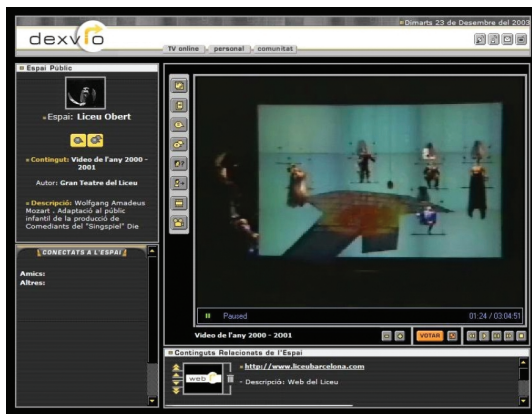 Dimarts 23 de Desembre del 2003
dexvio
TV online personal comunitat
Espai Públic
Espai: Liceu Obert
Contingut: Video de l'any 2000 -
2001
Autor: Gran Teatre del Liceu
Descripció: Wolfgang Amadeus
Mozart . Adaptació al públic
infantil de la producció de
Comediants del "Singspiel" Die
CONECTATS A L'ESPAI
Amics:
Altres:
Paused 01:24 / 03:04:51
Video de l'any 2000 - 2001 VOTAR
Continguts Relacionats de l'Espai
web
http://www.liceubarcelona.com
- Descripció: Web del Liceu